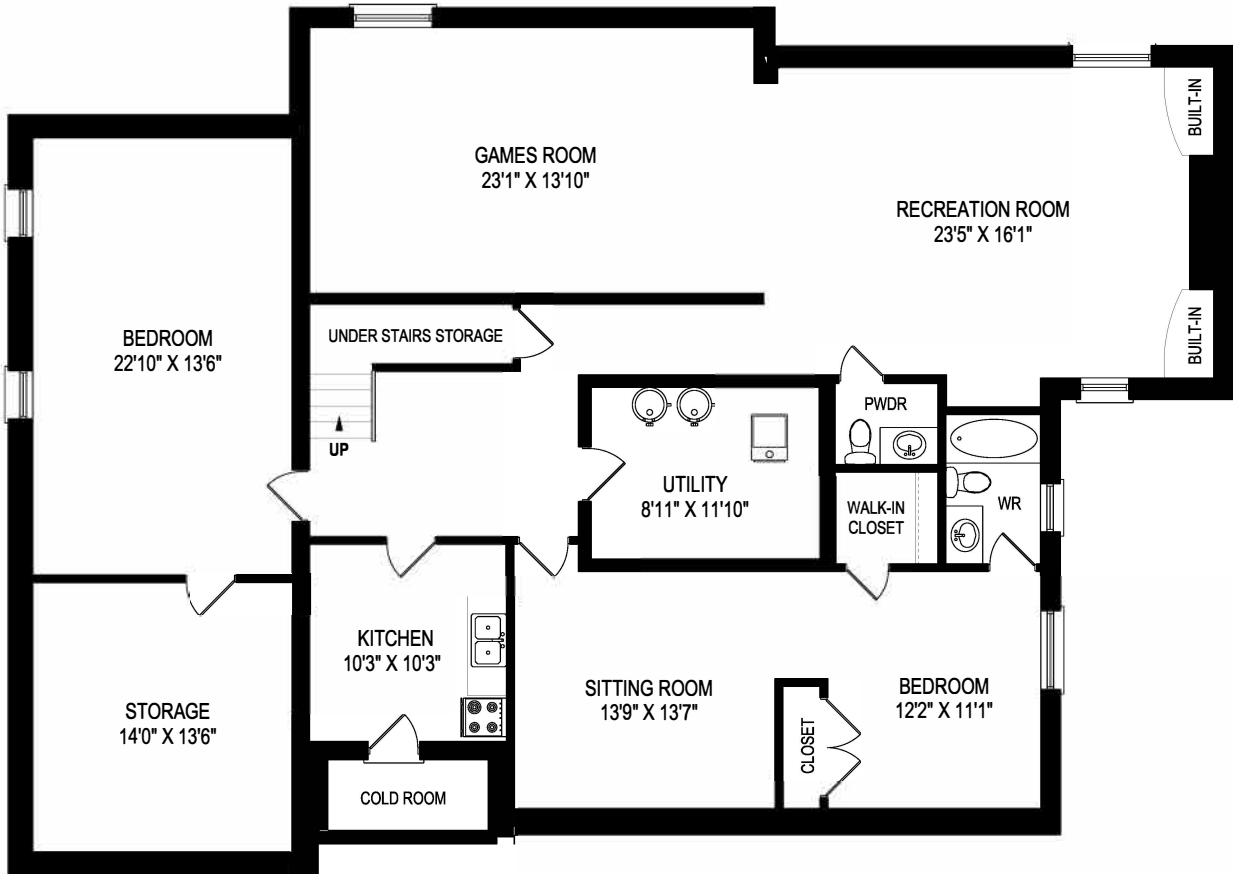 GAMES ROOM
23'1" X 13'10"
BUILT-IN
RECREATION ROOM
23'5" X 16'1"
BUILT-IN
BEDROOM
22'10" X 13'6"
UNDER STAIRS STORAGE
UP
PWDR
UTILITY
8'11" X 11'10"
WALK-IN
CLOSET
WR
KITCHEN
10'3" X 10'3"
SITTING ROOM
13'9" X 13'7"
BEDROOM
12'2" X 11'1"
CLOSET
STORAGE
14'0" X 13'6"
COLD ROOM